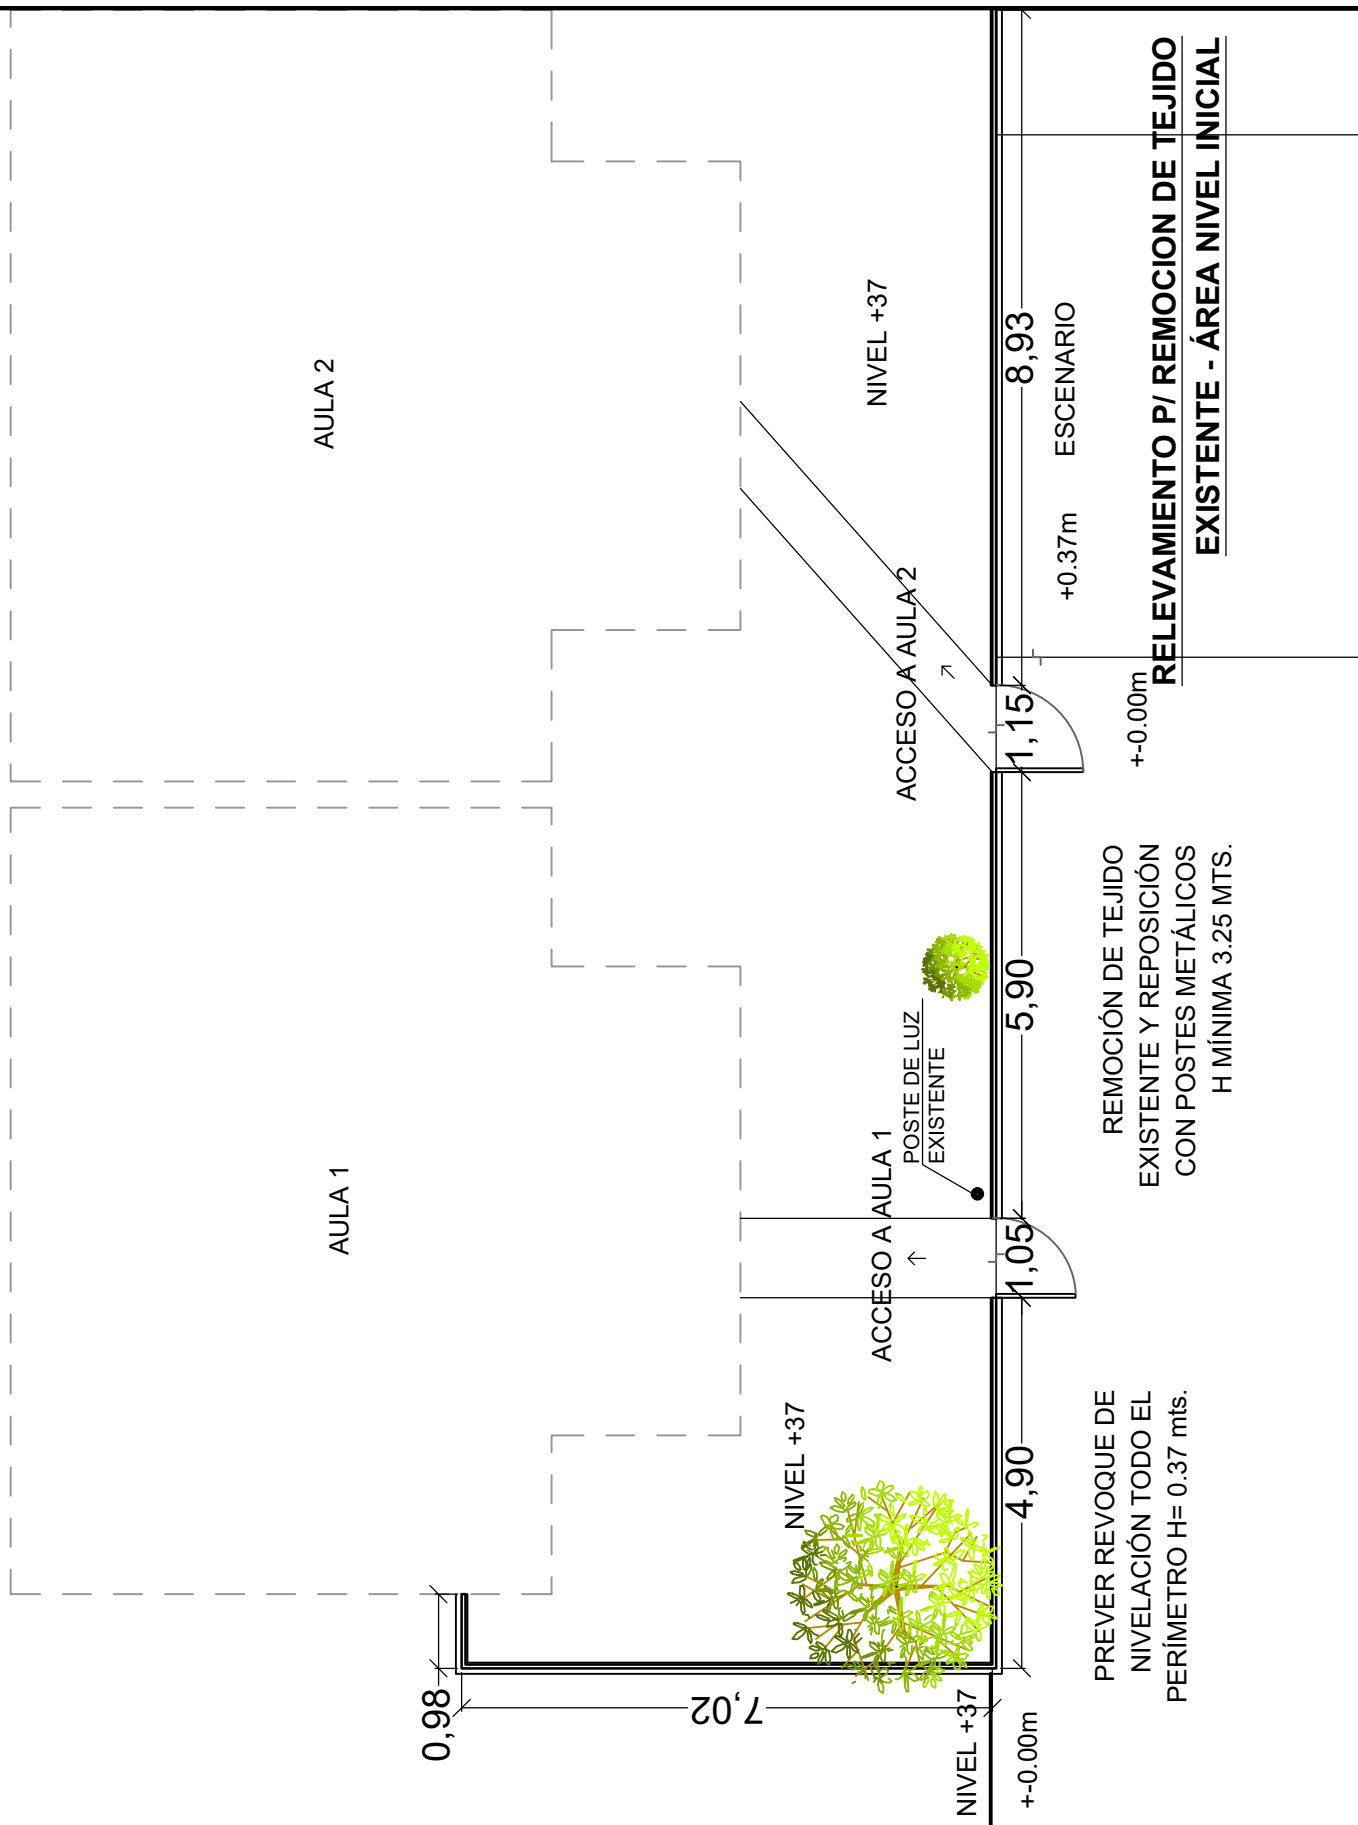 AULA 1
AULA 2
NIVEL +37
NIVEL +37
ACCESO A AULA 1
ACCESO A AULA 2
POSTE DE LUZ
EXISTENTE
0,98
7,02
NIVEL +37
+-0.00m
4,90
1,05
5,90
1,15
8,93
+0.37m
ESCENARIO
+-0.00m
PREVER REVOQUE DE
NIVELACIÓN TODO EL
PERÍMETRO H= 0.37 mts.
REMOCIÓN DE TEJIDO
EXISTENTE Y REPOSICIÓN
CON POSTES METÁLICOS
H MÍNIMA 3.25 MTS.
RELEVAMIENTO P/ REMOCION DE TEJIDO
EXISTENTE - ÁREA NIVEL INICIAL